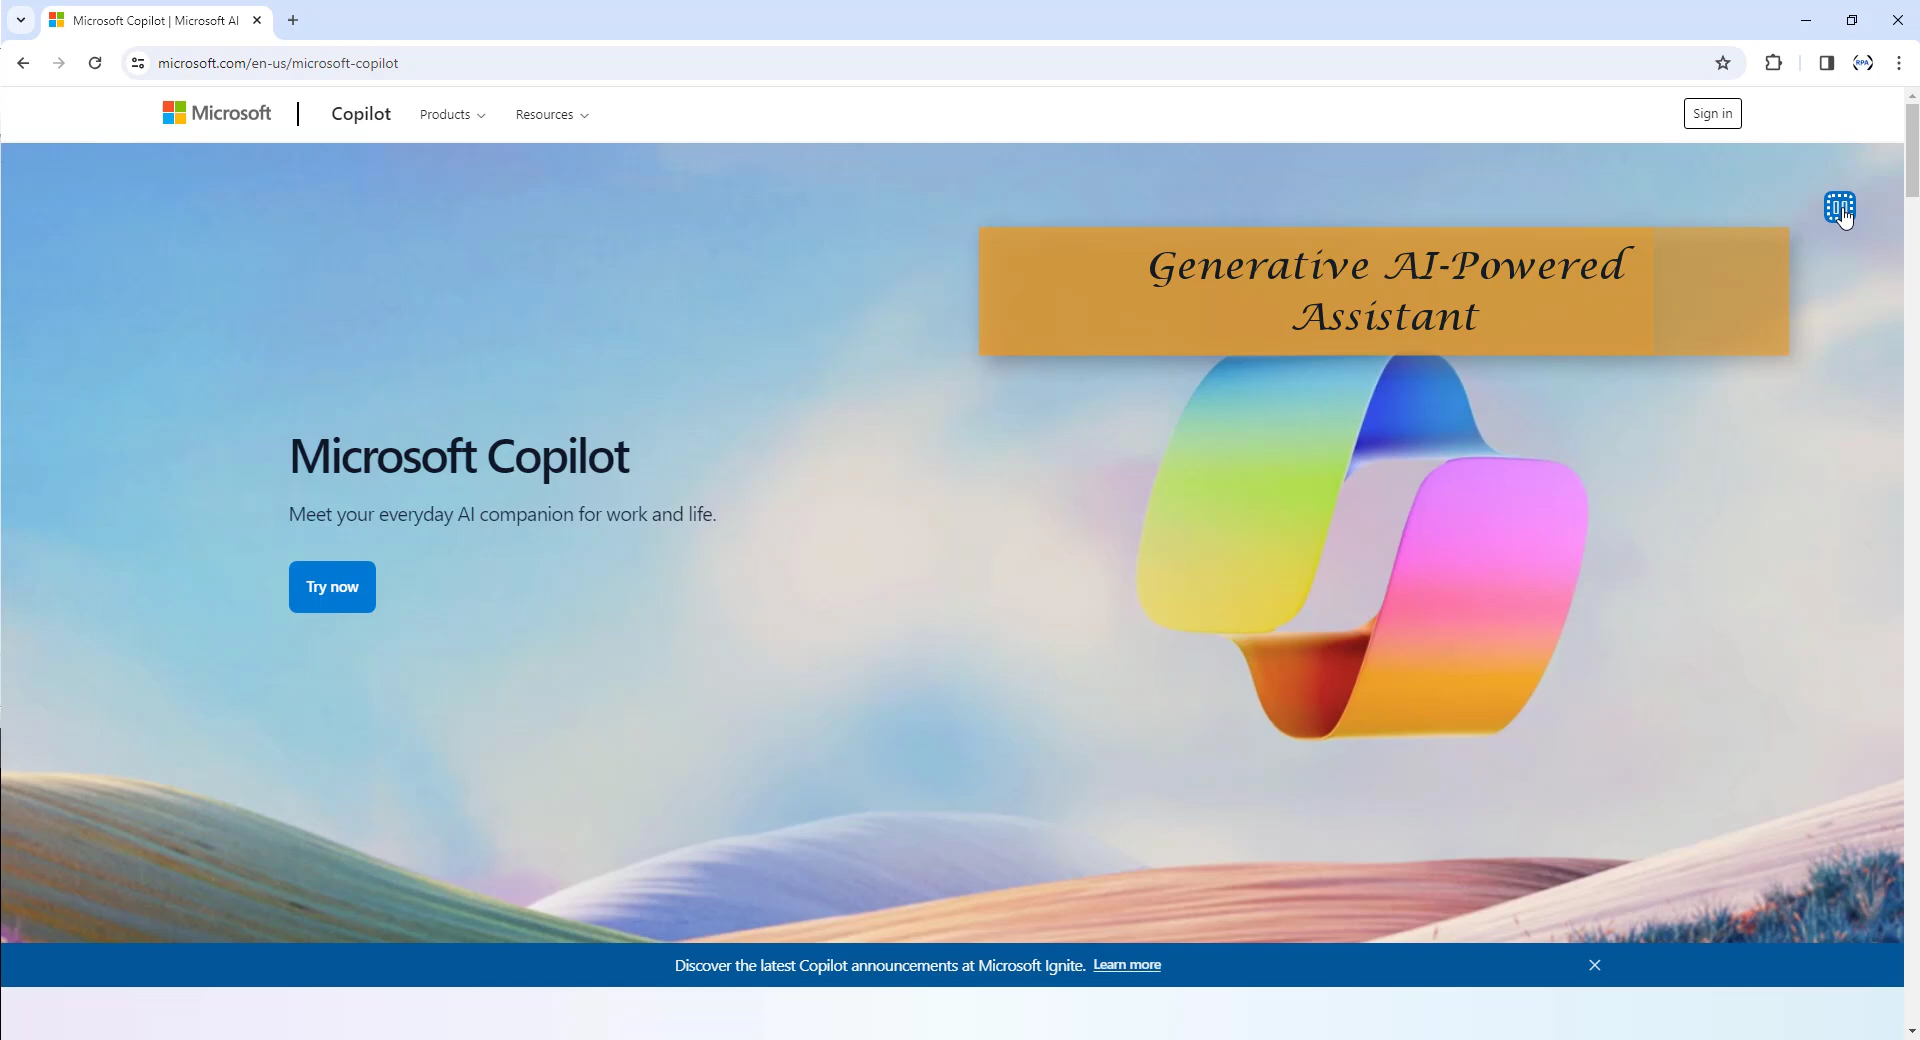 Microsoft Copilot | Microsoft AI
microsoft.com/en-us/microsoft-copilot
RPA
Microsoft
Copilot
Products
Resources
Sign in
Generative AI-Powered
Assistant
Microsoft Copilot
Meet your everyday AI companion for work and life.
Try now
Discover the latest Copilot announcements at Microsoft Ignite. Learn more